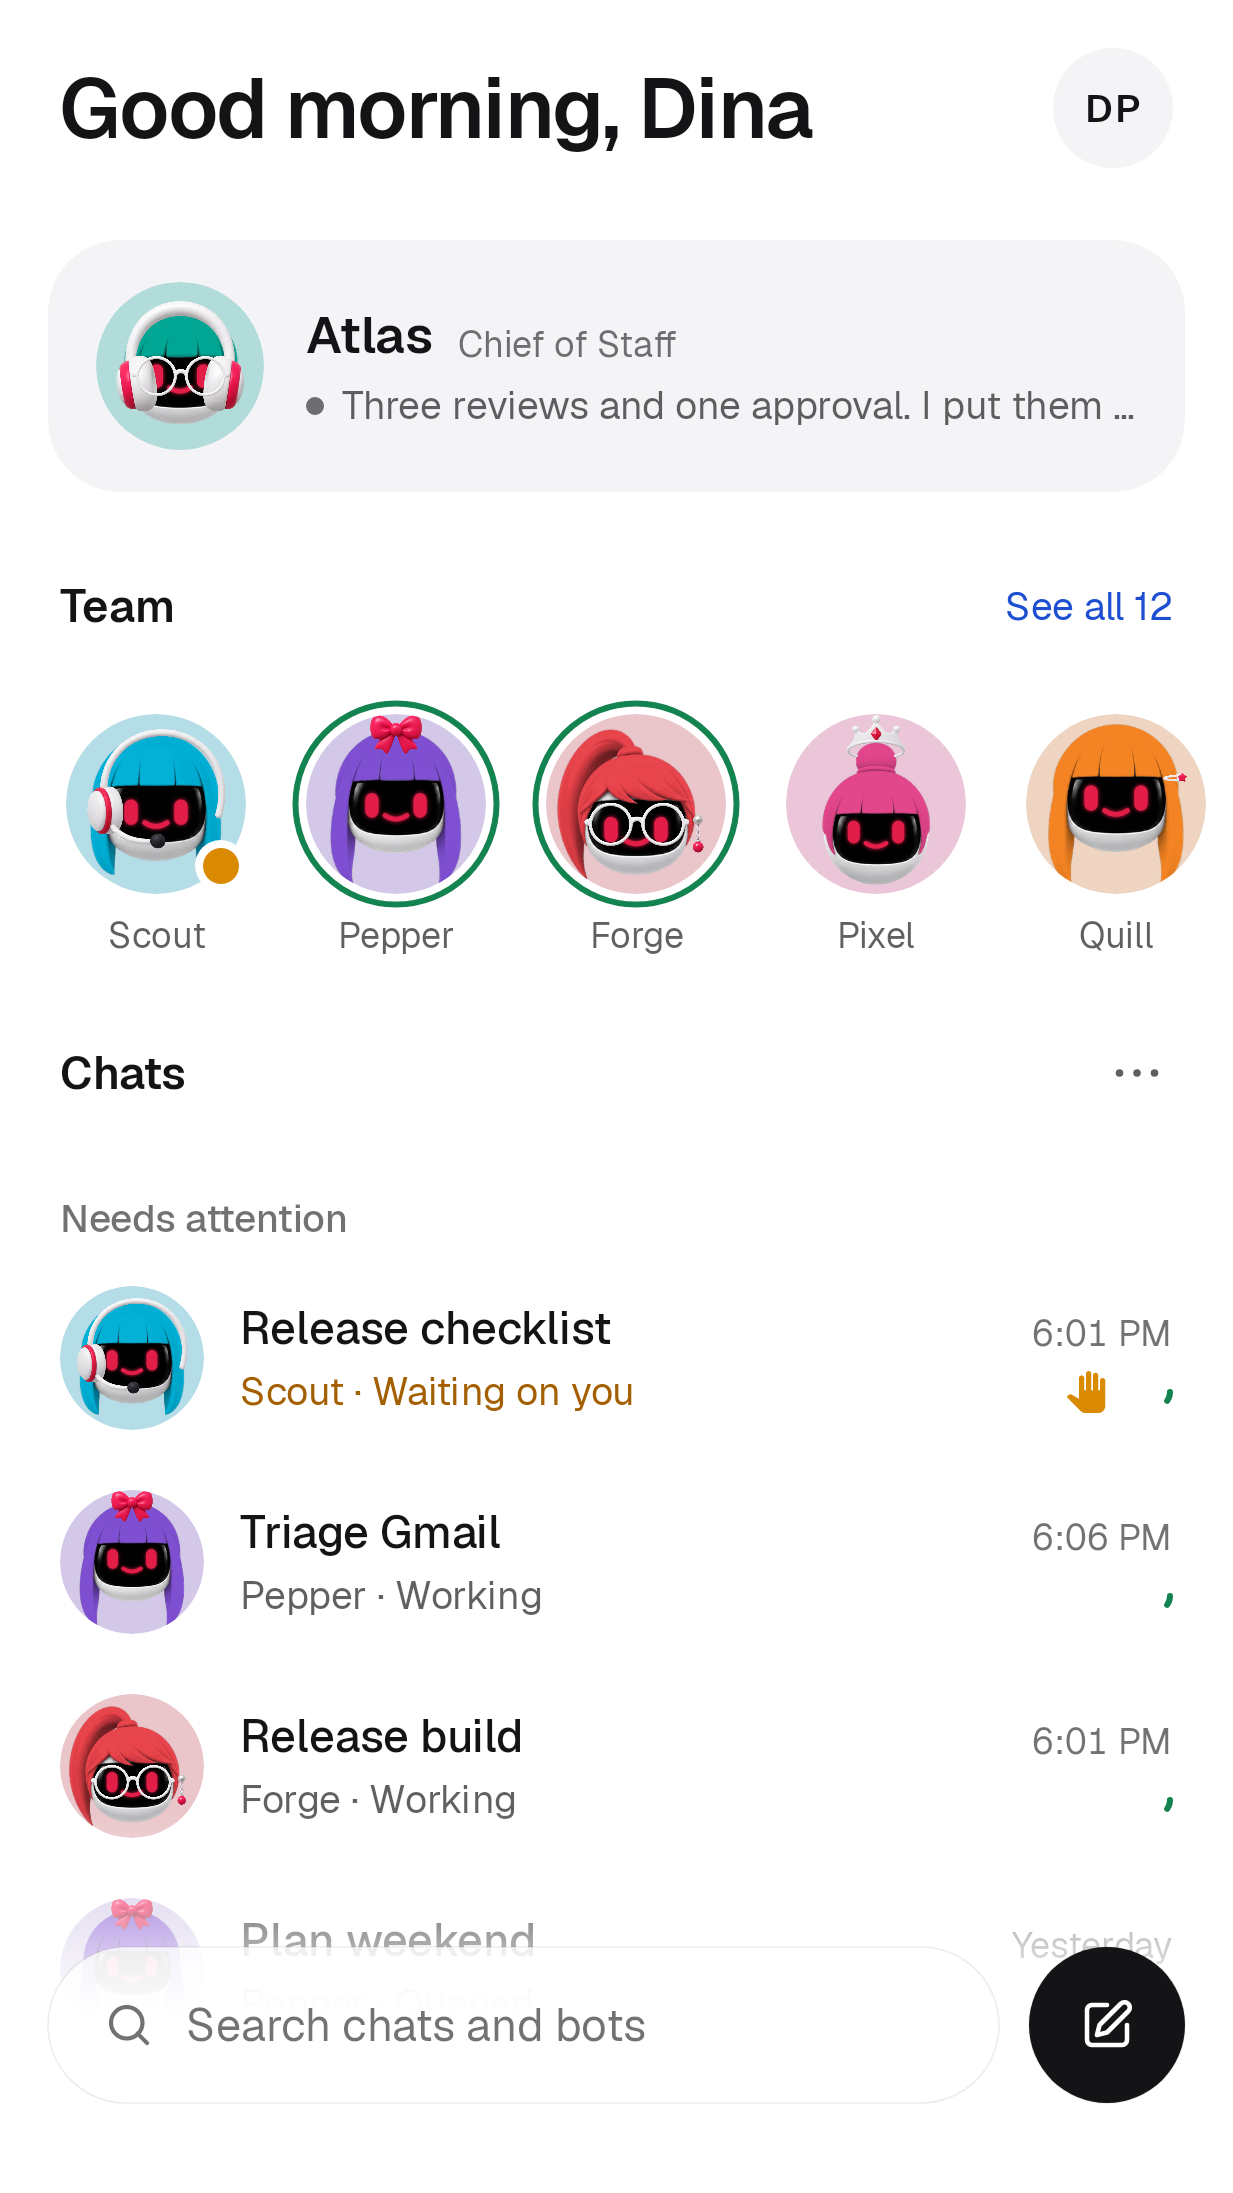 Good morning, Dina
DP
Atlas Chief of Staff
Three reviews and one approval. I put them ...
Team
See all 12
Scout
Pepper
Forge
Pixel
Quill
Chats
Needs attention
Release checklist
6:01 PM
Scout · Waiting on you
Triage Gmail
6:06 PM
Pepper · Working
Release build
6:01 PM
Forge · Working
Plan weekend
Yesterday
Pepper · Queued
Search chats and bots